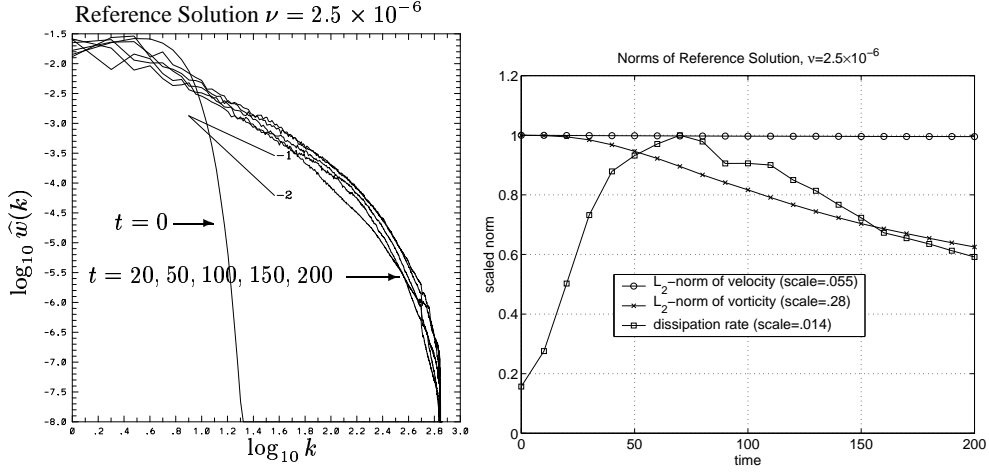 Reference Solution ν = 2.5 × 10⁻⁶
-1.5
-2.0
-2.5
-3.0
-3.5
-4.0
-4.5
-5.0
-5.5
-6.0
-6.5
-7.0
-7.5
-8.0
log₁₀ ŵ(k)
-1
-2
t = 0
t = 20, 50, 100, 150, 200
.0 .2 .4 .6 .8 1.0 1.2 1.4 1.6 1.8 2.0 2.2 2.4 2.6 2.8 3.0
log₁₀ k
Norms of Reference Solution, ν=2.5×10⁻⁶
1.2
1
0.8
0.6
0.4
0.2
0
scaled norm
L₂-norm of velocity (scale=.055)
L₂-norm of vorticity (scale=.28)
dissipation rate (scale=.014)
0 50 100 150 200
time